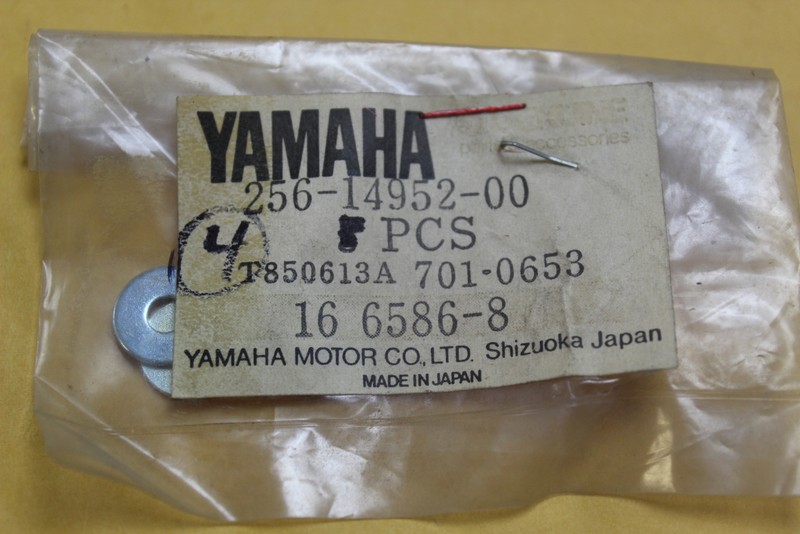 YAMAHA
accessories
256-14952-00
4
PCS
T850613A 701-0653
16 6586-8
YAMAHA MOTOR CO., LTD. Shizuoka Japan
MADE IN JAPAN